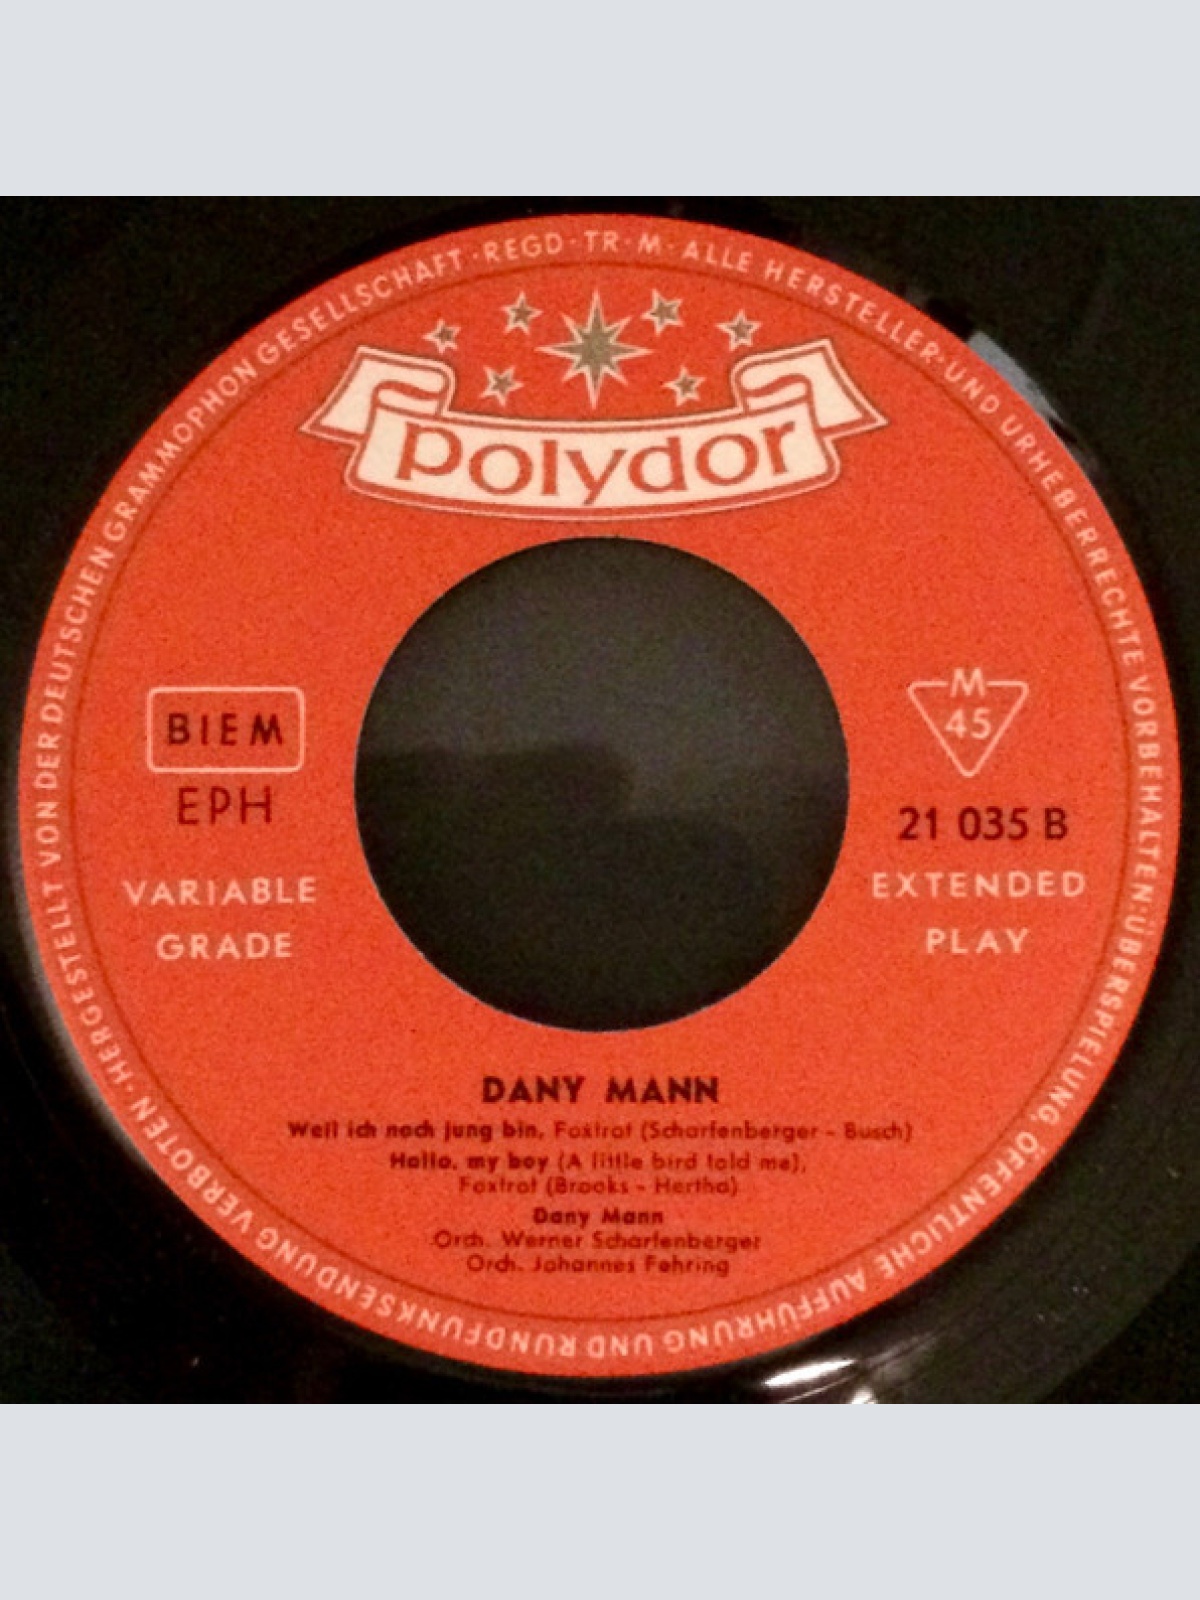 HERGESTELLT VON DER DEUTSCHEN GRAMMOPHON GESELLSCHAFT · REGD · TR · M · ALLE HERSTELLER- UND URHEBERRECHTE VORBEHALTEN: ÜBERSPIELUNG, ÖFFENTLICHE AUFFÜHRUNG UND RUNDFUNKSENDUNG VERBOTEN ·
polydor
BIEM
EPH
VARIABLE
GRADE
M
45
21 035 B
EXTENDED
PLAY
DANY MANN
Weil ich noch jung bin, Foxtrot (Scharfenberger - Busch)
Hallo, my boy (A little bird told me),
Foxtrot (Brooks - Hertha)
Dany Mann
Orch. Werner Scharfenberger
Orch. Johannes Fehring